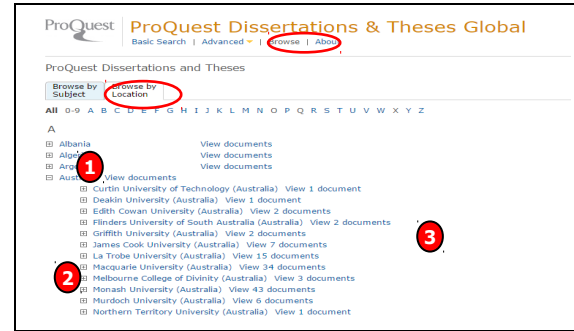 ProQuest
ProQuest Dissertations & Theses Global
Basic Search | Advanced | Browse | About
ProQuest Dissertations and Theses
Browse by Subject
Browse by Location
All 0-9 A B C D E F G H I J K L M N O P Q R S T U V W X Y Z
A
Albania View documents
View documents
View documents
1
View documents
Curtin University of Technology (Australia) View 1 document
Deakin University (Australia) View 1 document
Edith Cowan University (Australia) View 2 documents
Flinders University of South Australia (Australia) View 2 documents
Griffith University (Australia) View 2 documents
3
James Cook University (Australia) View 7 documents
La Trobe University (Australia) View 15 documents
Macquarie University (Australia) View 34 documents
2
Melbourne College of Divinity (Australia) View 3 documents
Monash University (Australia) View 43 documents
Murdoch University (Australia) View 6 documents
Northern Territory University (Australia) View 1 document